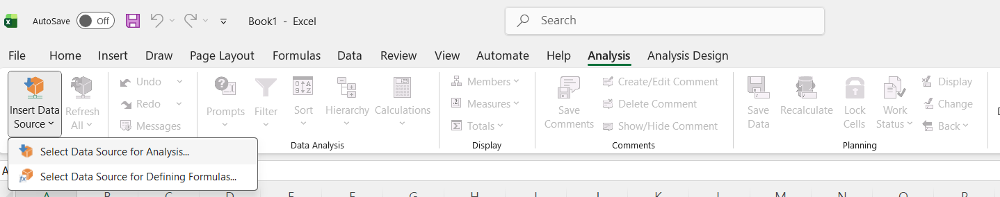 AutoSave Off Book1 - Excel Search
File Home Insert Draw Page Layout Formulas Data Review View Automate Help Analysis Analysis Design
Insert Data Source
Refresh All
Undo
Redo
Messages
Prompts Filter Sort Hierarchy Calculations
Data Analysis
Members
Measures
Totals
Display
Save Comments
Create/Edit Comment
Delete Comment
Show/Hide Comment
Comments
Save Data
Recalculate
Lock Cells
Work Status
Display
Change
Back
Planning
Select Data Source for Analysis...
Select Data Source for Defining Formulas...